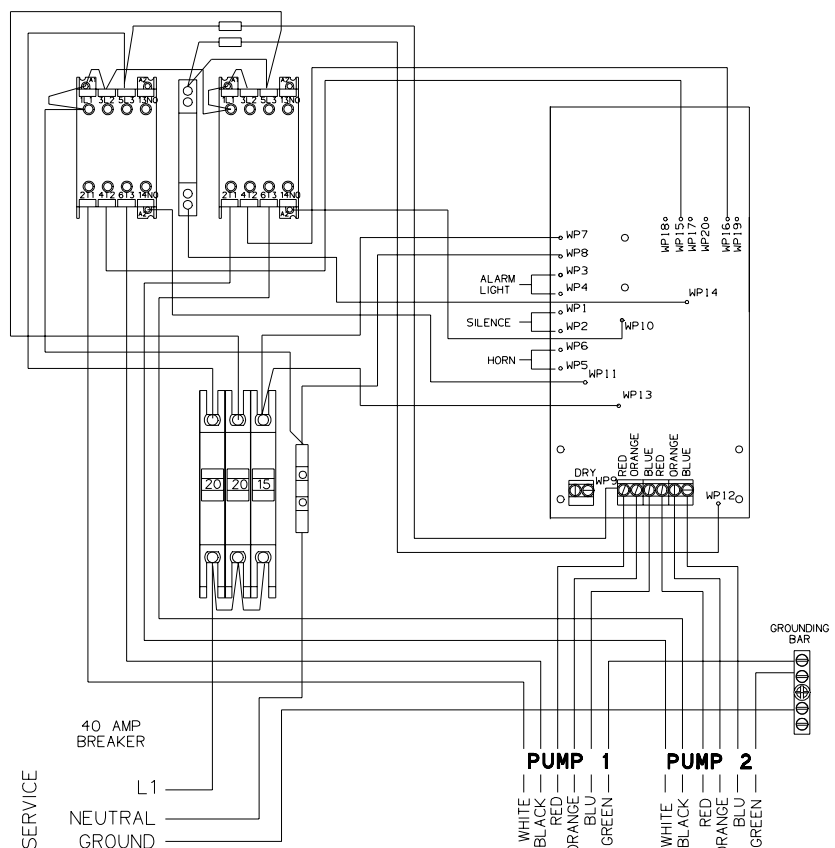 A1
1L1 3L2 5L3 13NO
A2
A1
1L1 3L2 5L3 13NO
A2
2T1 4T2 6T3 14NO
A2
2T1 4T2 6T3 14NO
A2
WP18
WP15
WP17
WP20
WP16
WP19
WP7
WP8
WP3
ALARM
LIGHT
WP4
WP14
WP1
SILENCE
WP2
WP10
WP6
HORN
WP5
WP11
WP13
20 20 15
DRY
WP9
RED
ORANGE
BLUE
RED
ORANGE
BLUE
WP12
GROUNDING
BAR
40 AMP
BREAKER
PUMP 1
PUMP 2
SERVICE
L1
NEUTRAL
GROUND
WHITE
BLACK
RED
ORANGE
BLU
GREEN
WHITE
BLACK
RED
ORANGE
BLU
GREEN